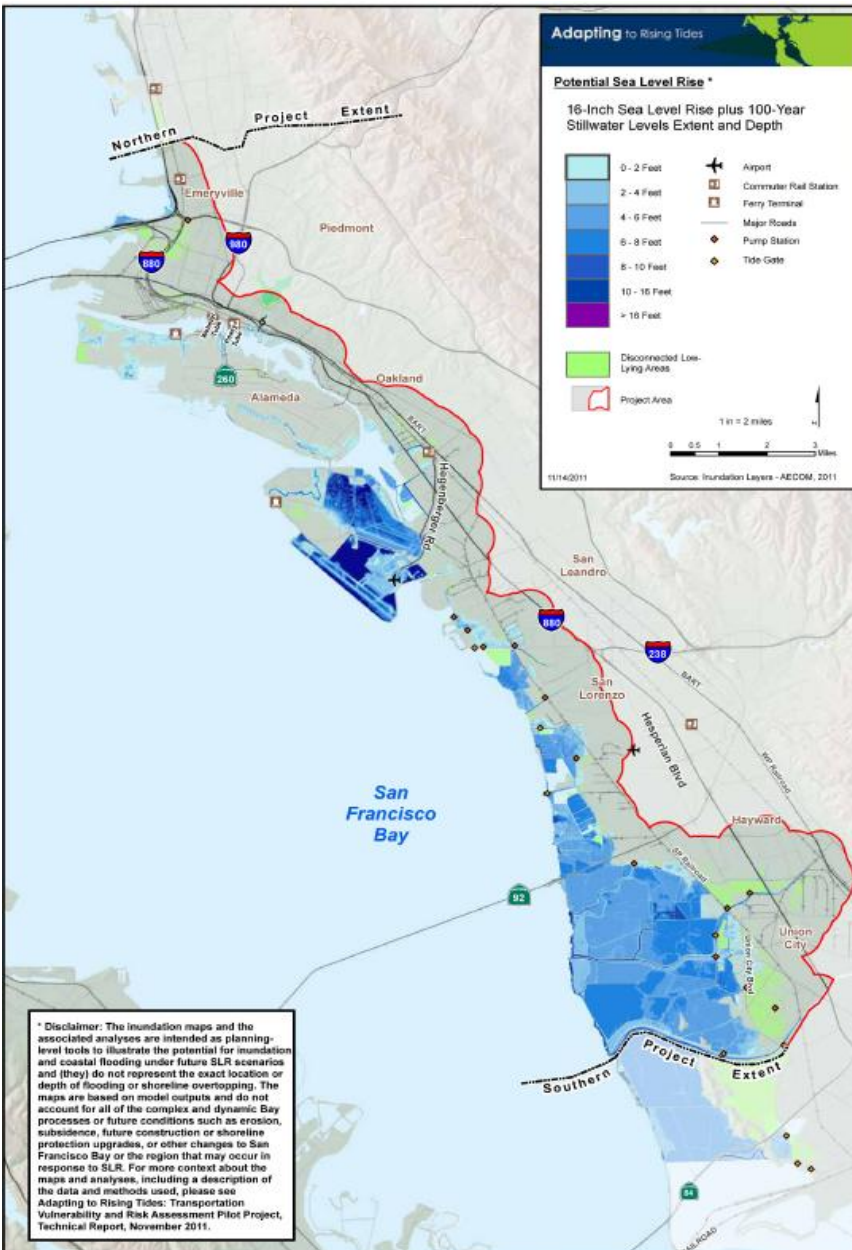 Adapting to Rising Tides
Potential Sea Level Rise *
16-Inch Sea Level Rise plus 100-Year
Stillwater Levels Extent and Depth
0 - 2 Feet
2 - 4 Feet
4 - 6 Feet
6 - 8 Feet
8 - 10 Feet
10 - 16 Feet
> 16 Feet
Disconnected Low-
Lying Areas
Project Area
Airport
Commuter Rail Station
Ferry Terminal
Major Roads
Pump Station
Tide Gate
1 in = 2 miles
0 0.5 1 2 3
Miles
11/14/2011
Source: Inundation Layers - AECOM, 2011
Northern Project Extent
Emeryville
Piedmont
980
880
Tube
Tube
260
Oakland
Alameda
BART
Hegenberger Rd
San
Leandro
880
238
San
Lorenzo
BART
Hesperian Blvd
WP Railroad
San
Francisco
Bay
Hayward
SP Railroad
92
Union
City
Union City Blvd
Southern Project Extent
84
RAILROAD
* Disclaimer: The inundation maps and the
associated analyses are intended as planning-
level tools to illustrate the potential for inundation
and coastal flooding under future SLR scenarios
and (they) do not represent the exact location or
depth of flooding or shoreline overtopping. The
maps are based on model outputs and do not
account for all of the complex and dynamic Bay
processes or future conditions such as erosion,
subsidence, future construction or shoreline
protection upgrades, or other changes to San
Francisco Bay or the region that may occur in
response to SLR. For more context about the
maps and analyses, including a description of
the data and methods used, please see
Adapting to Rising Tides: Transportation
Vulnerability and Risk Assessment Pilot Project,
Technical Report, November 2011.